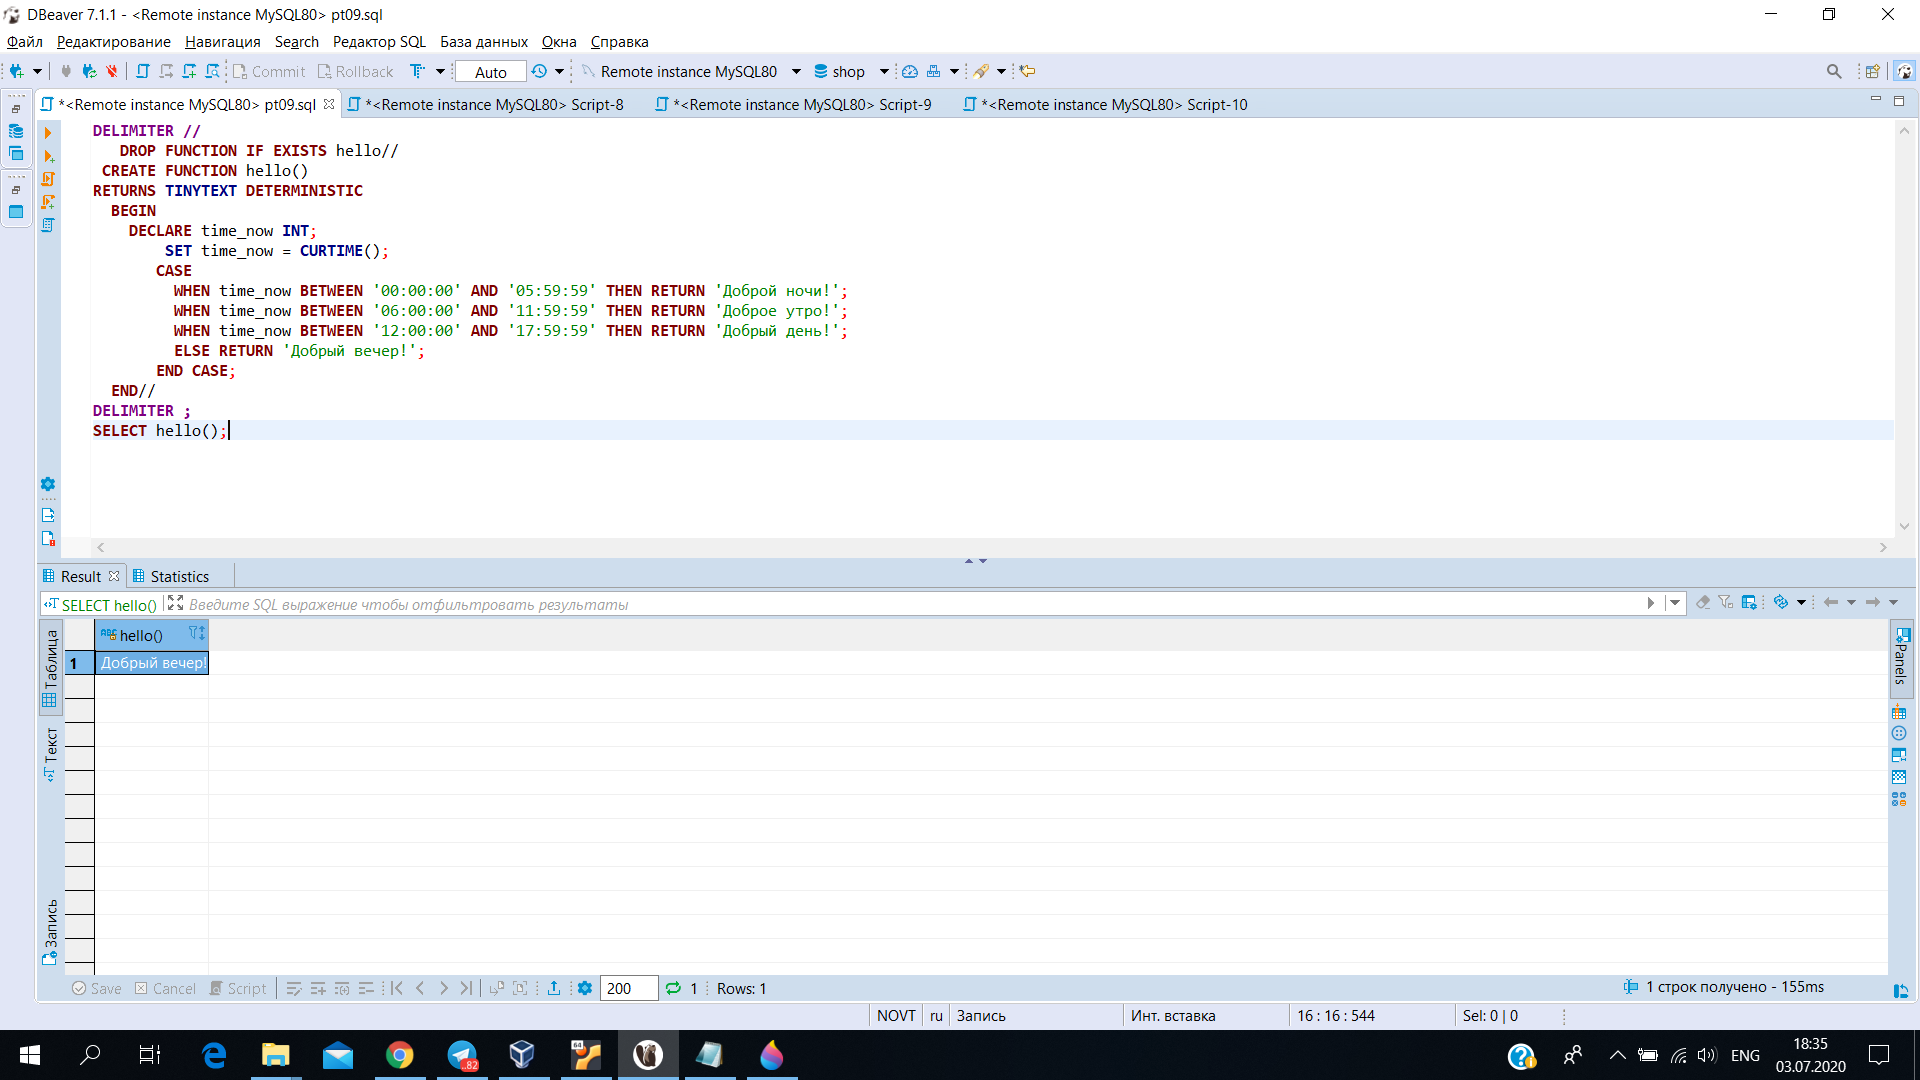 DBeaver 7.1.1 - <Remote instance MySQL80> pt09.sql
Файл Редактирование Навигация Search Редактор SQL База данных Окна Справка
Commit Rollback Auto Remote instance MySQL80 shop
*<Remote instance MySQL80> pt09.sql *<Remote instance MySQL80> Script-8 *<Remote instance MySQL80> Script-9 *<Remote instance MySQL80> Script-10
DELIMITER //
DROP FUNCTION IF EXISTS hello//
CREATE FUNCTION hello()
RETURNS TINYTEXT DETERMINISTIC
BEGIN
DECLARE time_now INT;
SET time_now = CURTIME();
CASE
WHEN time_now BETWEEN '00:00:00' AND '05:59:59' THEN RETURN 'Доброй ночи!';
WHEN time_now BETWEEN '06:00:00' AND '11:59:59' THEN RETURN 'Доброе утро!';
WHEN time_now BETWEEN '12:00:00' AND '17:59:59' THEN RETURN 'Добрый день!';
ELSE RETURN 'Добрый вечер!';
END CASE;
END//
DELIMITER ;
SELECT hello();
Result Statistics
SELECT hello() Введите SQL выражение чтобы отфильтровать результаты
Таблица
Текст
Запись
ABC hello()
1 Добрый вечер!
Panels
Save Cancel Script 200 1 Rows: 1 1 строк получено - 155ms
NOVT ru Запись Инт. вставка 16 : 16 : 544 Sel: 0 | 0
64
..82
ENG
18:35
03.07.2020